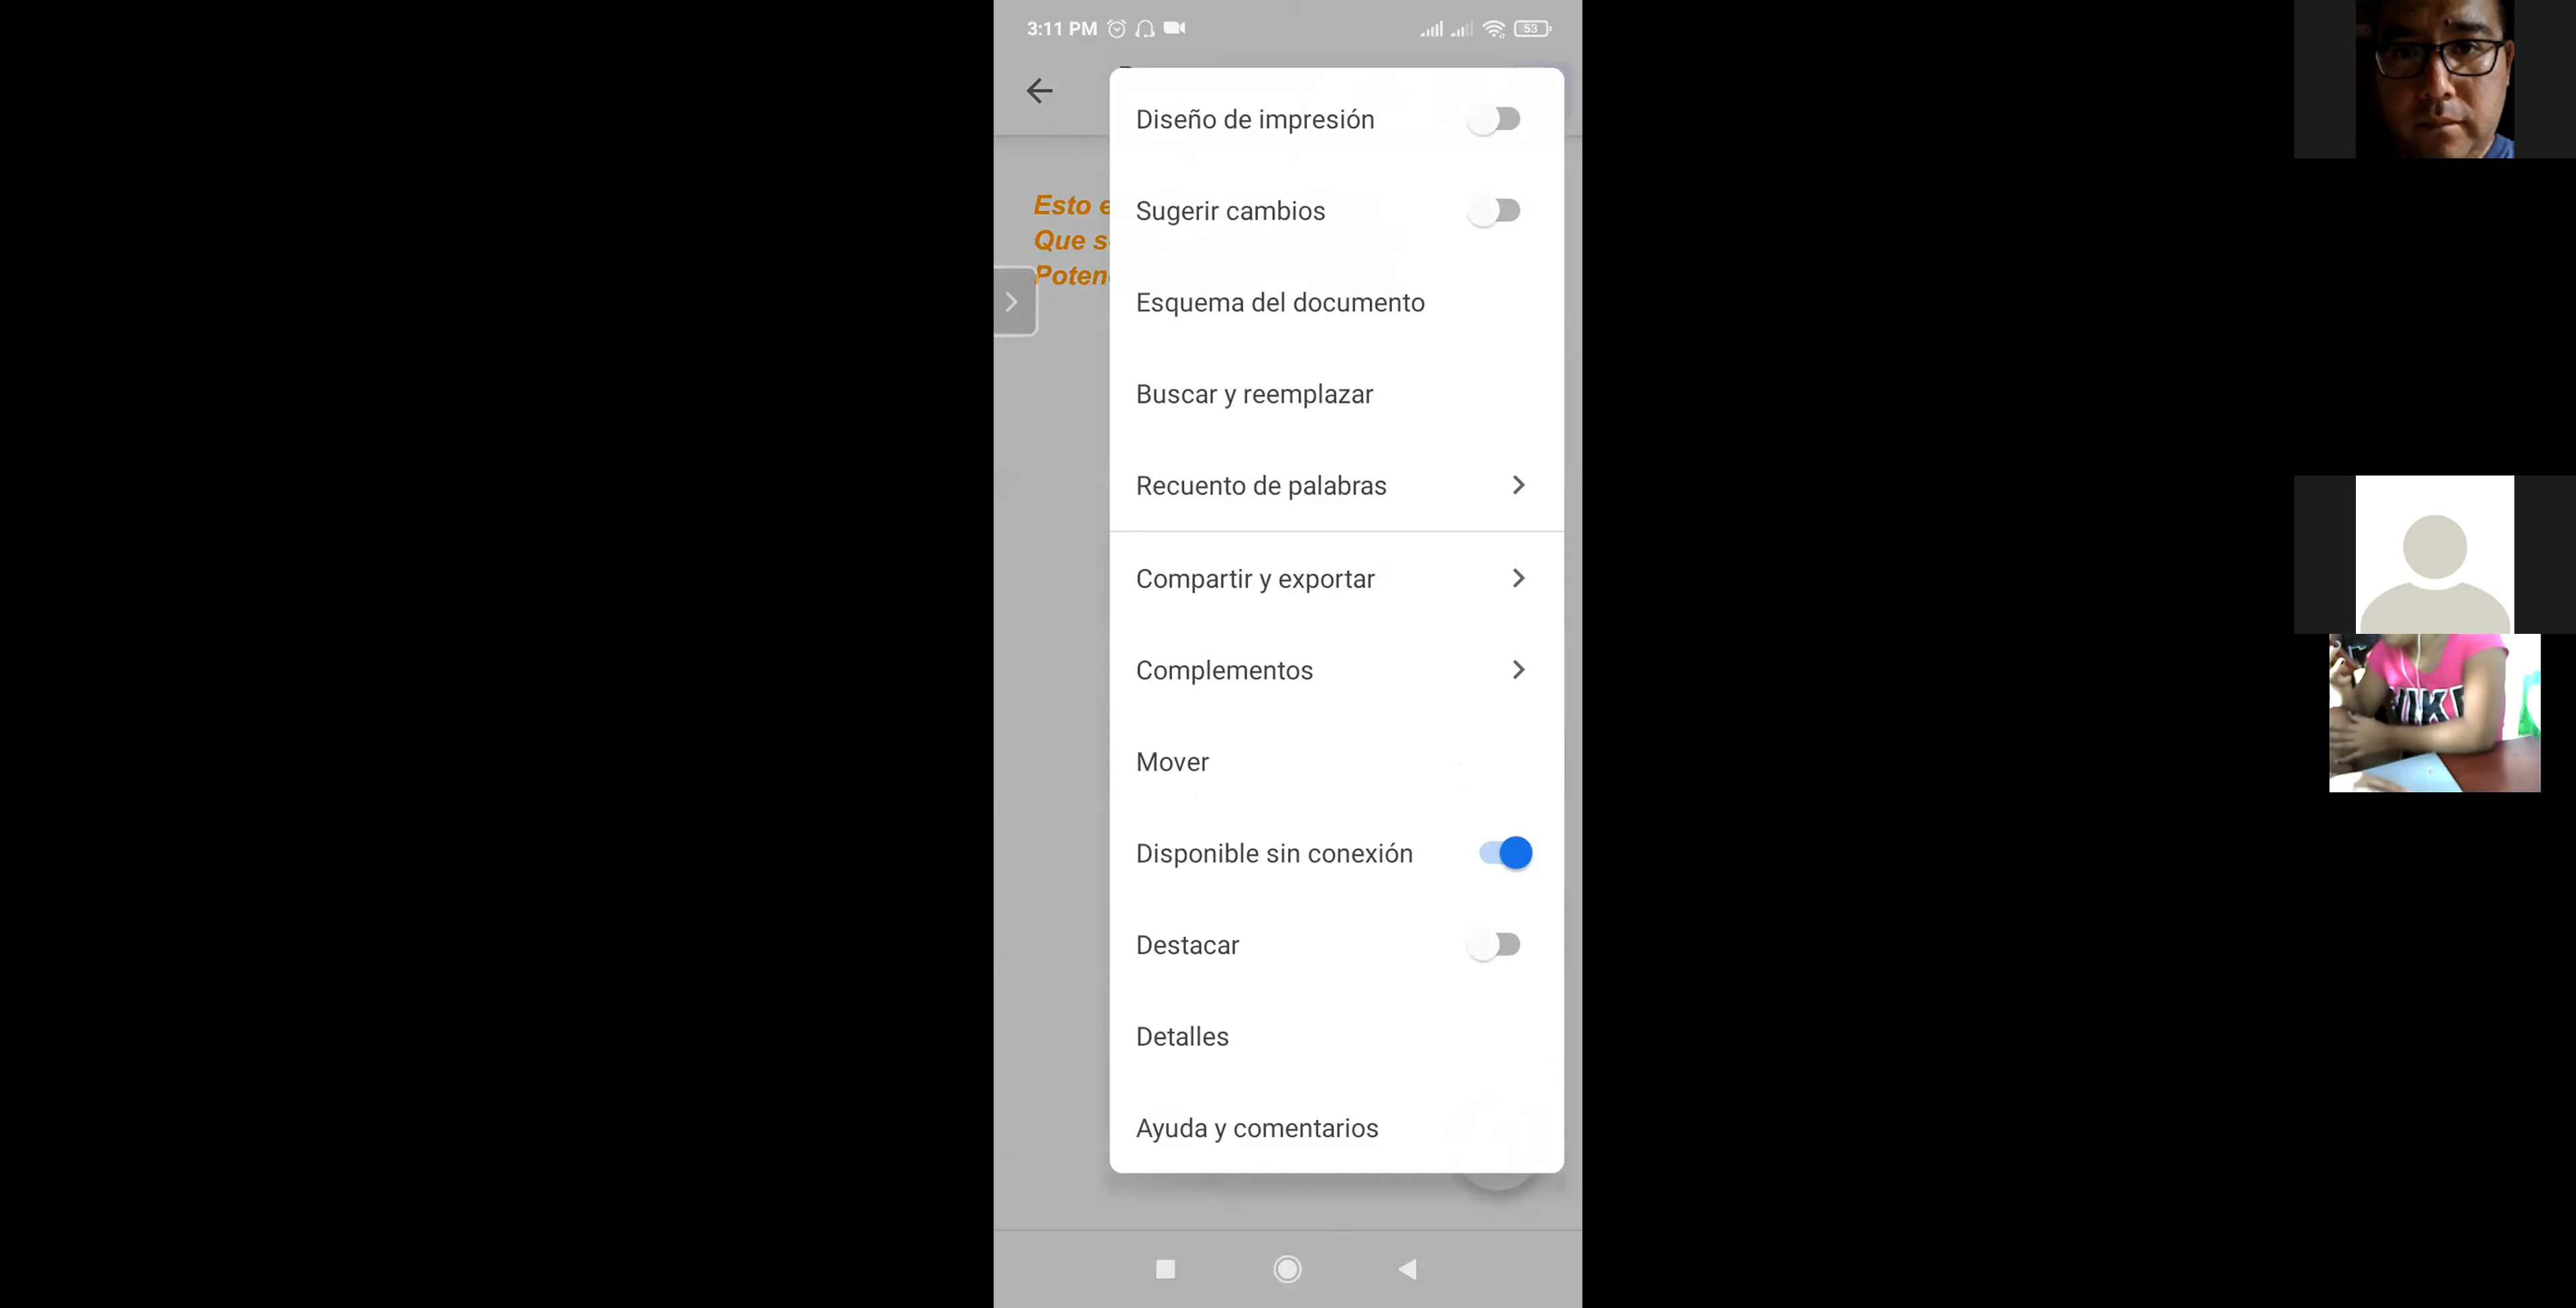 3:11 PM
53
Diseño de impresión
Sugerir cambios
Esto
Que
Esquema del documento
Buscar y reemplazar
Recuento de palabras
Compartir y exportar
Complementos
Mover
Disponible sin conexión
Destacar
Detalles
Ayuda y comentarios